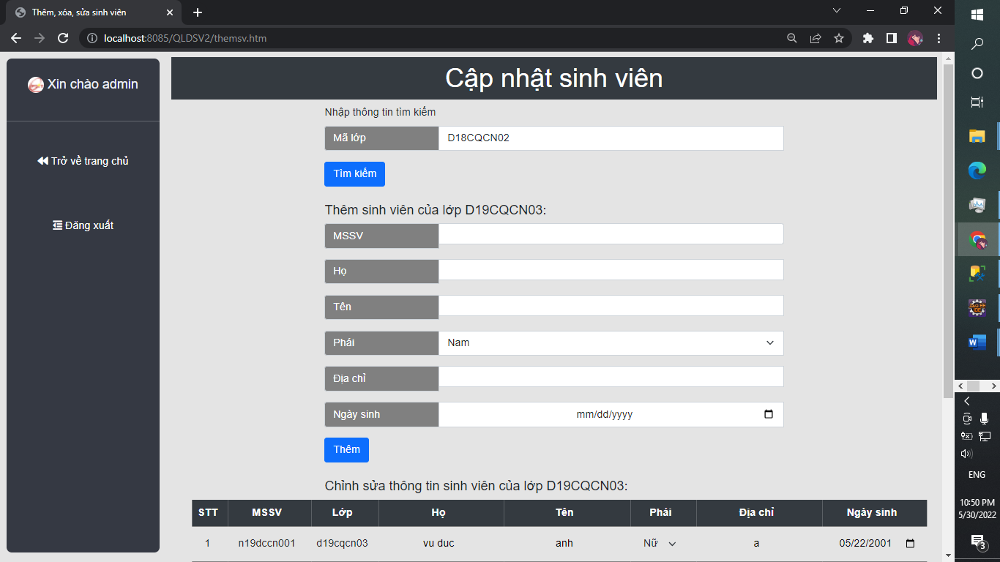 Thêm, xóa, sửa sinh viên
localhost:8085/QLDSV2/themsv.htm
Xin chào admin
Trở về trang chủ
Đăng xuất
Cập nhật sinh viên
Nhập thông tin tìm kiếm
Mã lớp D18CQCN02
Tìm kiếm
Thêm sinh viên của lớp D19CQCN03:
MSSV
Họ
Tên
Phái Nam
Địa chỉ
Ngày sinh mm/dd/yyyy
Thêm
Chỉnh sửa thông tin sinh viên của lớp D19CQCN03:
STT MSSV Lớp Họ Tên Phái Địa chỉ Ngày sinh
1 n19dccn001 d19cqcn03 vu duc anh Nữ a 05/22/2001
Java EE
IDE
W
ENG
10:50 PM
5/30/2022
3